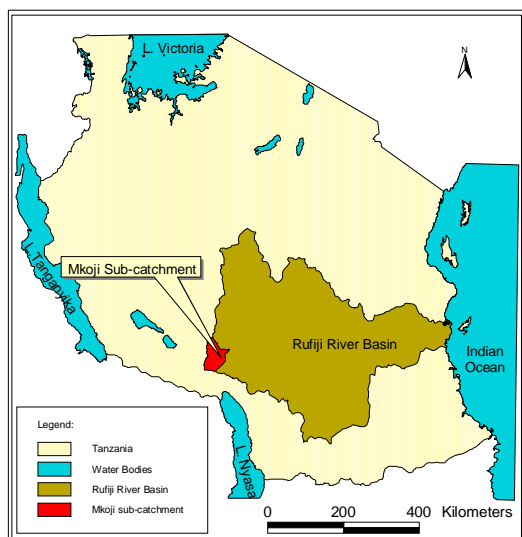 L. Victoria
N
L. Tanganyika
Mkoji Sub-catchment
Rufiji River Basin
Indian
Ocean
L. Nyasa
Legend:
Tanzania
Water Bodies
Rufiji River Basin
Mkoji sub-catchment
0 200 400 Kilometers